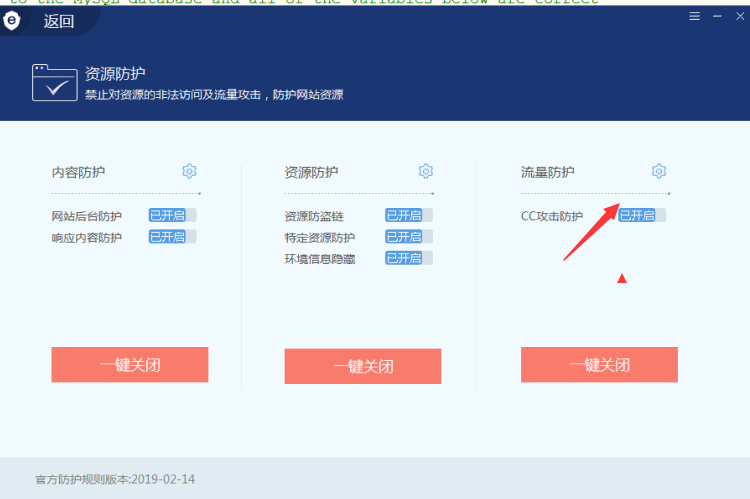 to the MySQL database and all of the variables below are correct
e 返回
资源防护
禁止对资源的非法访问及流量攻击，防护网站资源
内容防护
网站后台防护 已开启
响应内容防护 已开启
一键关闭
资源防护
资源防盗链 已开启
特定资源防护 已开启
环境信息隐藏 已开启
一键关闭
流量防护
CC攻击防护 已开启
一键关闭
官方防护规则版本:2019-02-14